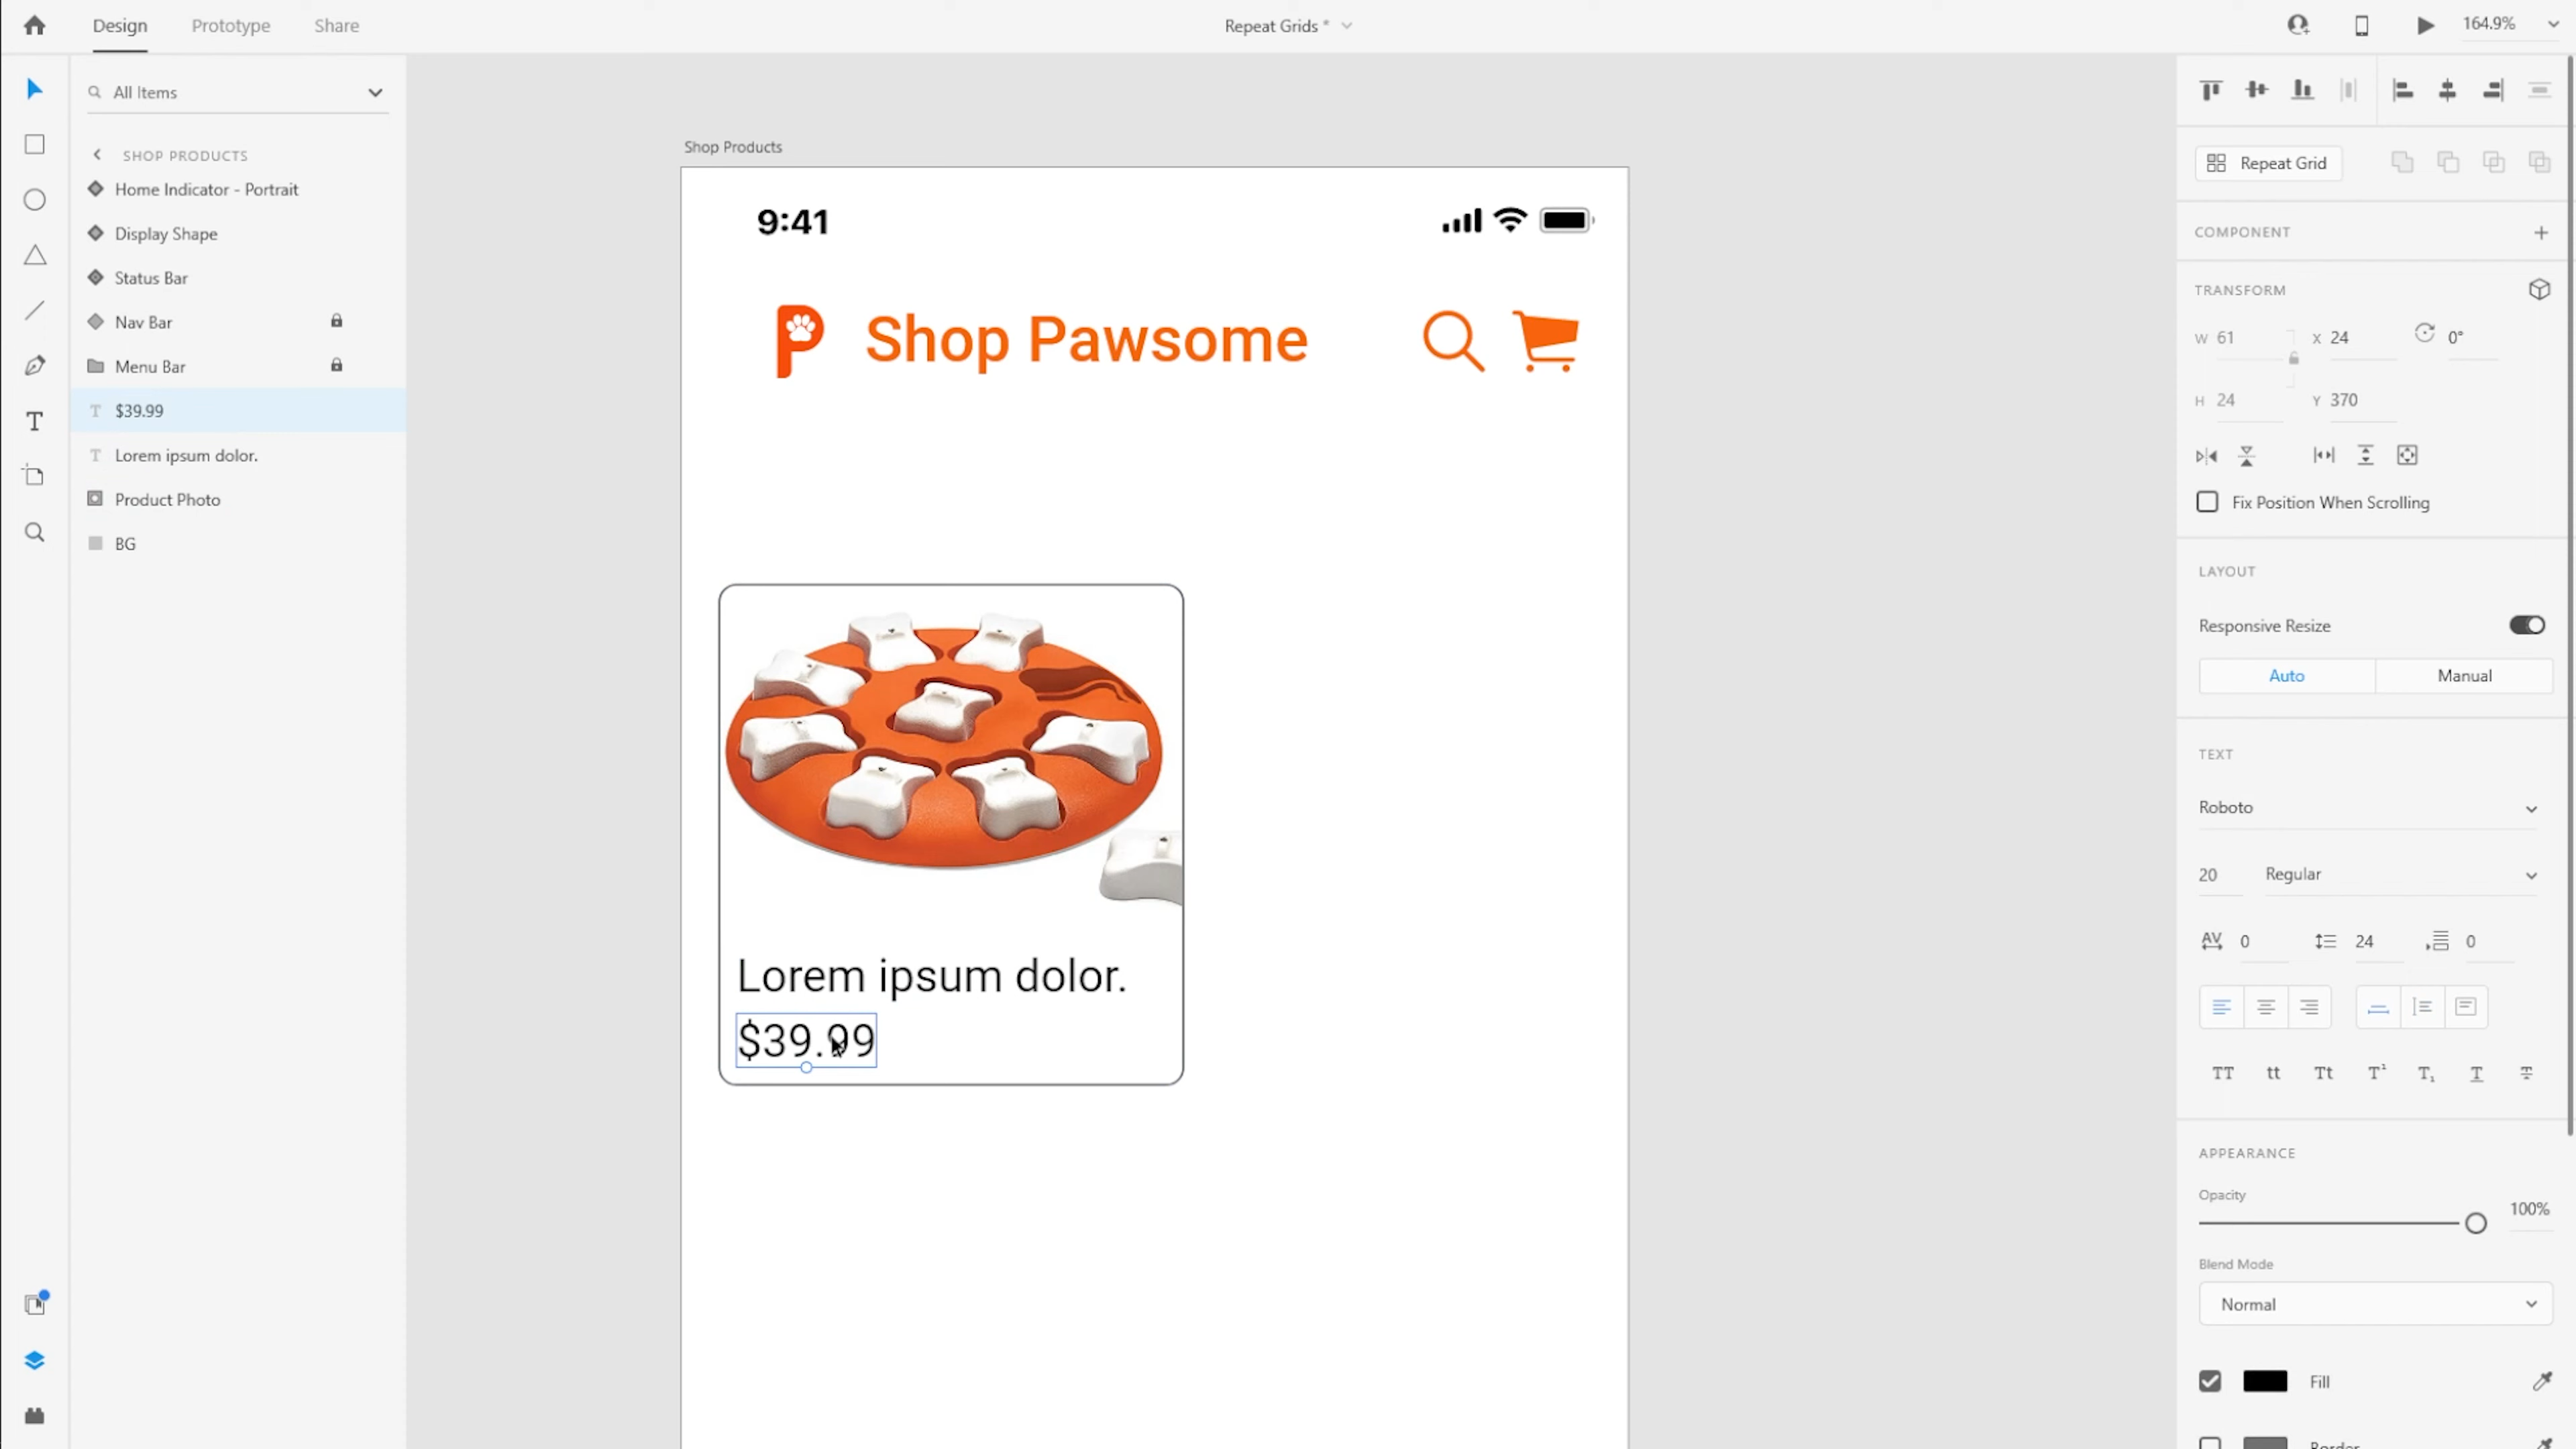 Design Prototype Share Repeat Grids * 164.9%
All Items
SHOP PRODUCTS
Home Indicator - Portrait
Display Shape
Status Bar
Nav Bar
Menu Bar
T $39.99
T Lorem ipsum dolor.
Product Photo
BG
T
Shop Products
9:41
P Shop Pawsome
Lorem ipsum dolor.
$39.99
Repeat Grid
COMPONENT +
TRANSFORM
W 61 X 24 0°
H 24 Y 370
Fix Position When Scrolling
LAYOUT
Responsive Resize
Auto Manual
TEXT
Roboto
20 Regular
AV 0 24 0
TT tt Tt T¹ T₁ T T
APPEARANCE
Opacity
100%
Blend Mode
Normal
Fill
Border